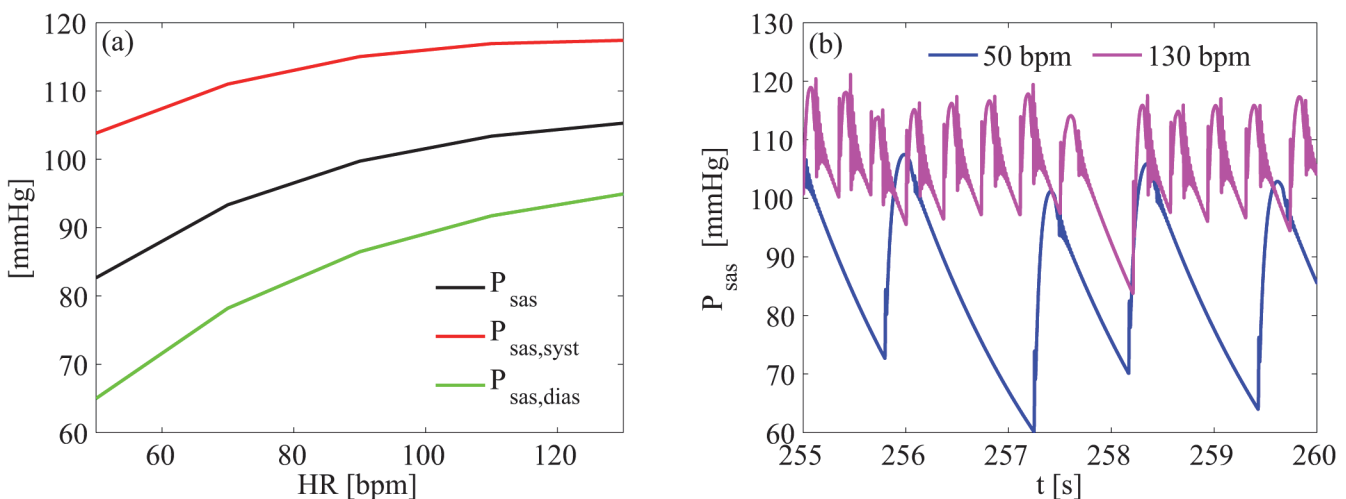 (a)
120
110
100
90
80
70
60
[mmHg]
P sas
P sas,syst
P sas,dias
60 80 100 120
HR [bpm]
(b)
50 bpm 130 bpm
130
120
110
100
90
80
70
60
P sas [mmHg]
255 256 257 258 259 260
t [s]